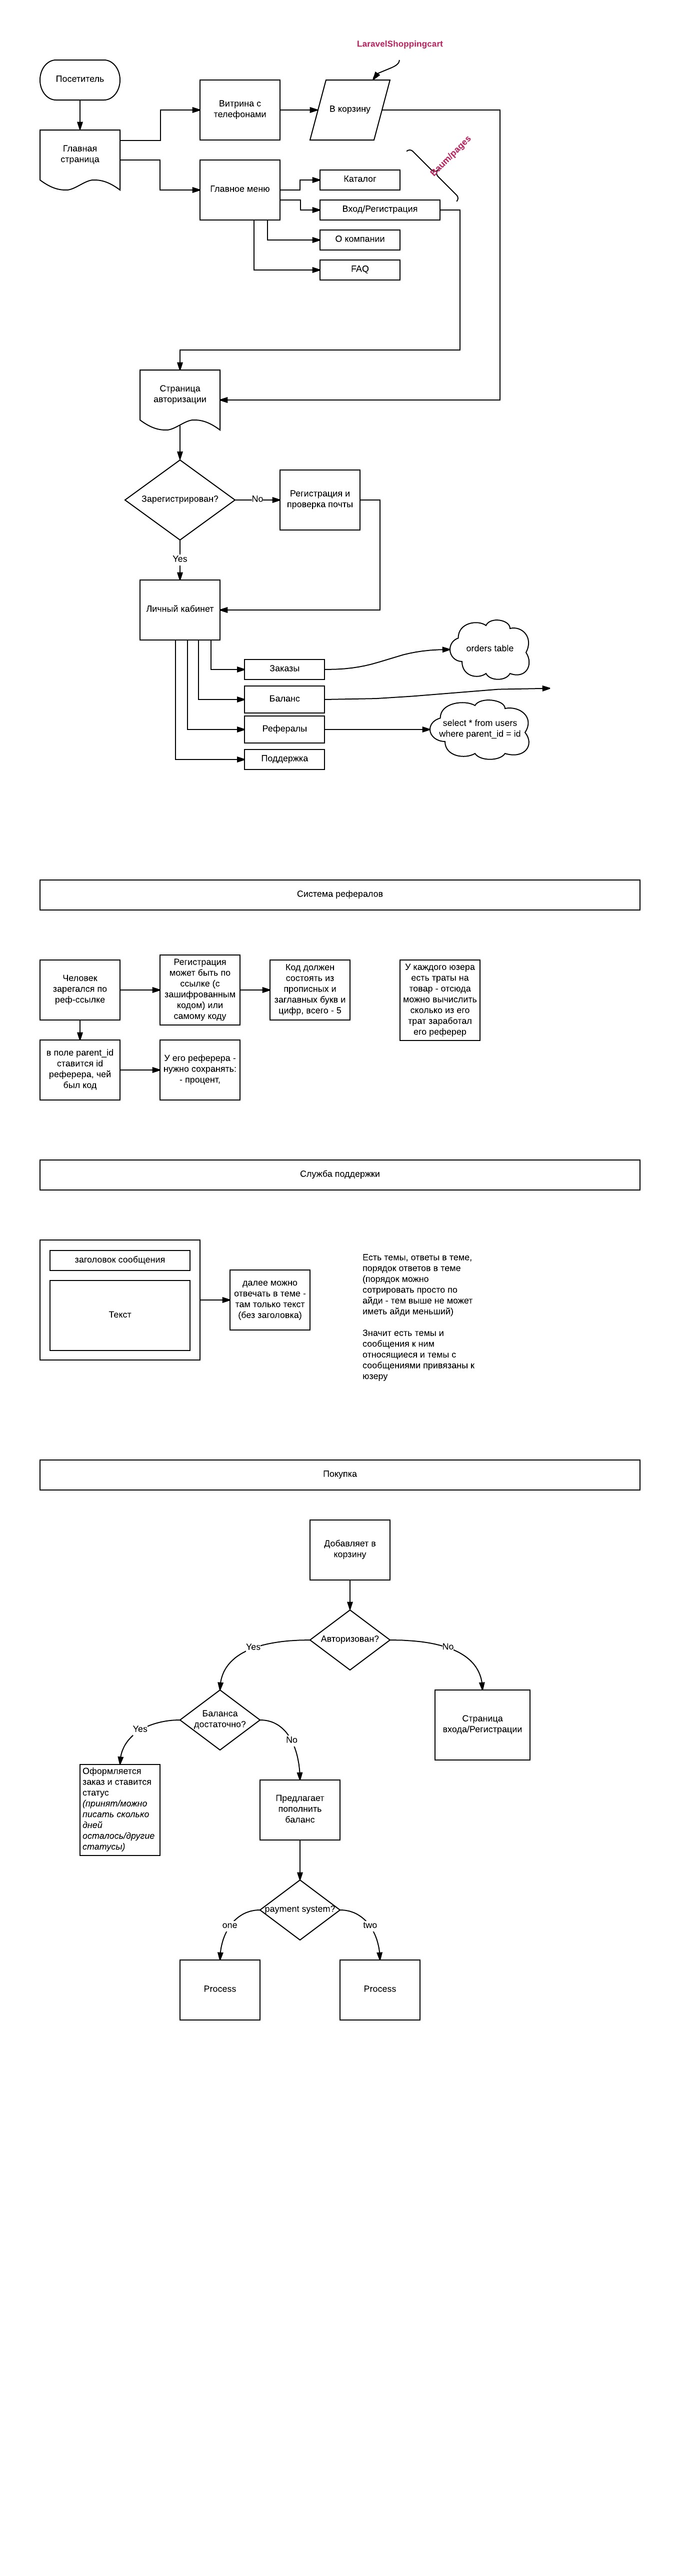 LaravelShoppingcart
Посетитель
Витрина с
телефонами
В корзину
Главная
страница
Baum/pages
Главное меню
Каталог
Вход/Регистрация
О компании
FAQ
Страница
авторизации
Зарегистрирован?
No
Регистрация и
проверка почты
Yes
Личный кабинет
Заказы
orders table
Баланс
Рефералы
select * from users
where parent_id = id
Поддержка
Система рефералов
Человек
зарегался по
реф-ссылке
Регистрация
может быть по
ссылке (с
зашифрованным
кодом) или
самому коду
Код должен
состоять из
прописных и
заглавных букв и
цифр, всего - 5
У каждого юзера
есть траты на
товар - отсюда
можно вычислить
сколько из его
трат заработал
его реферер
в поле parent_id
ставится id
реферера, чей
был код
У его реферера -
нужно сохранять:
- процент,
Служба поддержки
заголовок сообщения
Текст
далее можно
отвечать в теме -
там только текст
(без заголовка)
Есть темы, ответы в теме,
порядок ответов в теме
(порядок можно
сотрировать просто по
айди - тем выше не может
иметь айди меньший)
Значит есть темы и
сообщения к ним
относящиеся и темы с
сообщениями привязаны к
юзеру
Покупка
Добавляет в
корзину
Авторизован?
Yes
No
Баланса
достаточно?
Страница
входа/Регистрации
Yes
No
Оформляется
заказ и ставится
статус
(принят/можно
писать сколько
дней
осталось/другие
статусы)
Предлагает
пополнить
баланс
payment system?
one
two
Process
Process